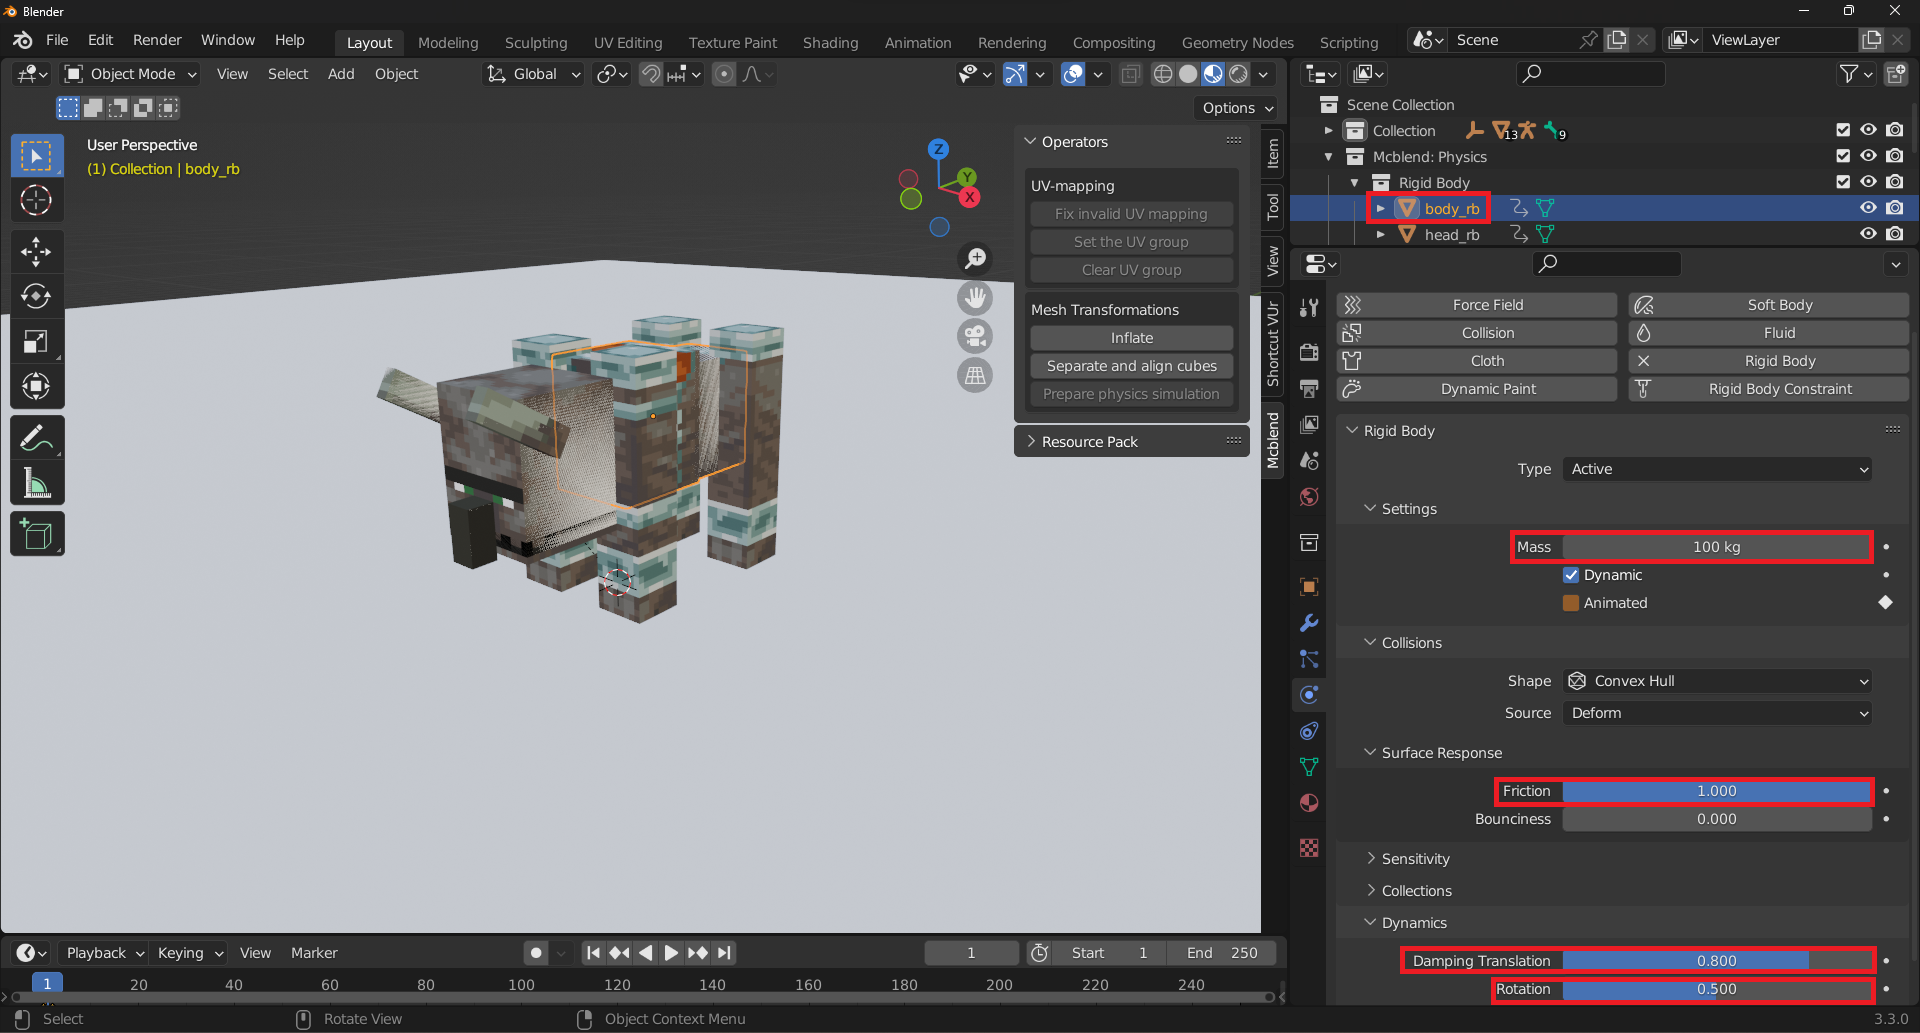 Blender
File Edit Render Window Help Layout Modeling Sculpting UV Editing Texture Paint Shading Animation Rendering Compositing Geometry Nodes Scripting Scene ViewLayer
Object Mode View Select Add Object Global
Options
User Perspective
(1) Collection | body_rb
Z
Y
X
Operators
UV-mapping
Fix invalid UV mapping
Set the UV group
Clear UV group
Mesh Transformations
Inflate
Separate and align cubes
Prepare physics simulation
Resource Pack
Item
Tool
View
Shortcut VUr
Mcblend
Scene Collection
Collection 13 9
Mcblend: Physics
Rigid Body
body_rb
head_rb
Force Field Soft Body
Collision Fluid
Cloth Rigid Body
Dynamic Paint Rigid Body Constraint
Rigid Body
Type Active
Settings
Mass 100 kg
Dynamic
Animated
Collisions
Shape Convex Hull
Source Deform
Surface Response
Friction 1.000
Bounciness 0.000
Sensitivity
Collections
Dynamics
Damping Translation 0.800
Rotation 0.500
Playback Keying View Marker 1 Start 1 End 250
1 20 40 60 80 100 120 140 160 180 200 220 240
Select Rotate View Object Context Menu 3.3.0